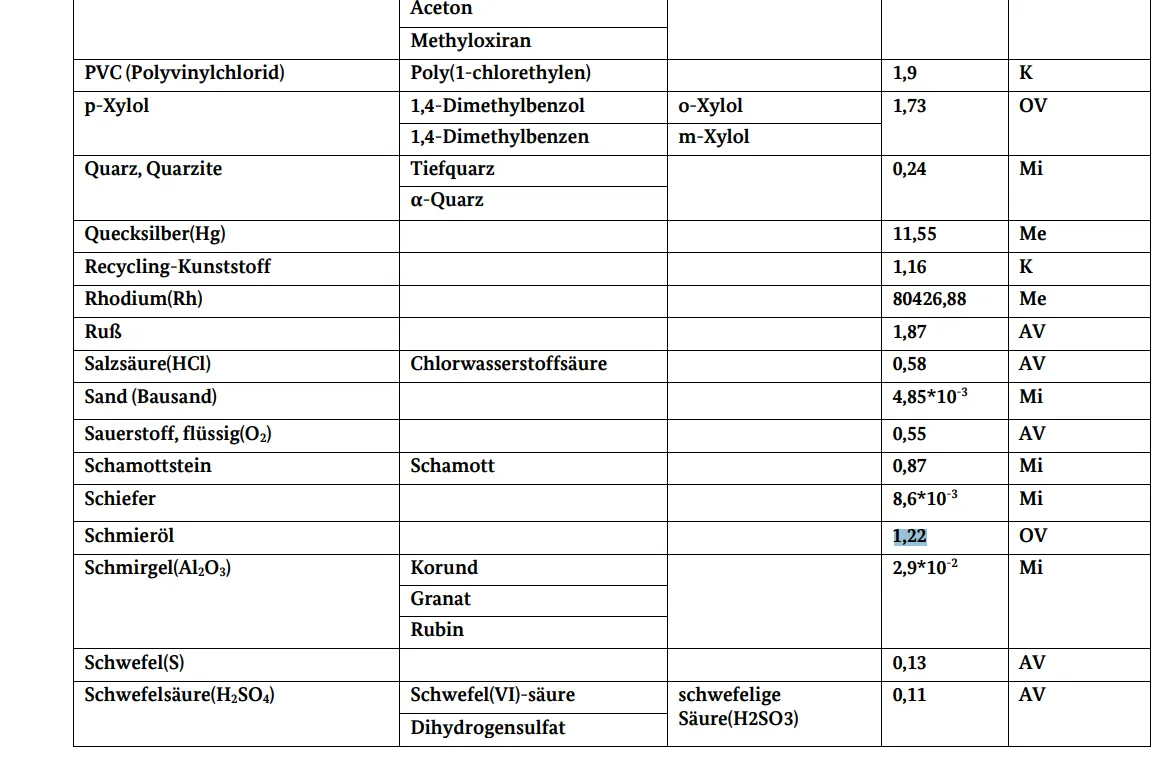 Aceton
Methyloxiran
PVC (Polyvinylchlorid) Poly(1-chlorethylen) 1,9 K
p-Xylol 1,4-Dimethylbenzol o-Xylol 1,73 OV
1,4-Dimethylbenzen m-Xylol
Quarz, Quarzite Tiefquarz 0,24 Mi
α-Quarz
Quecksilber(Hg) 11,55 Me
Recycling-Kunststoff 1,16 K
Rhodium(Rh) 80426,88 Me
Ruß 1,87 AV
Salzsäure(HCl) Chlorwasserstoffsäure 0,58 AV
Sand (Bausand) 4,85*10⁻³ Mi
Sauerstoff, flüssig(O₂) 0,55 AV
Schamottstein Schamott 0,87 Mi
Schiefer 8,6*10⁻³ Mi
Schmieröl 1,22 OV
Schmirgel(Al₂O₃) Korund 2,9*10⁻² Mi
Granat
Rubin
Schwefel(S) 0,13 AV
Schwefelsäure(H₂SO₄) Schwefel(VI)-säure schwefelige 0,11 AV
Säure(H2SO3)
Dihydrogensulfat